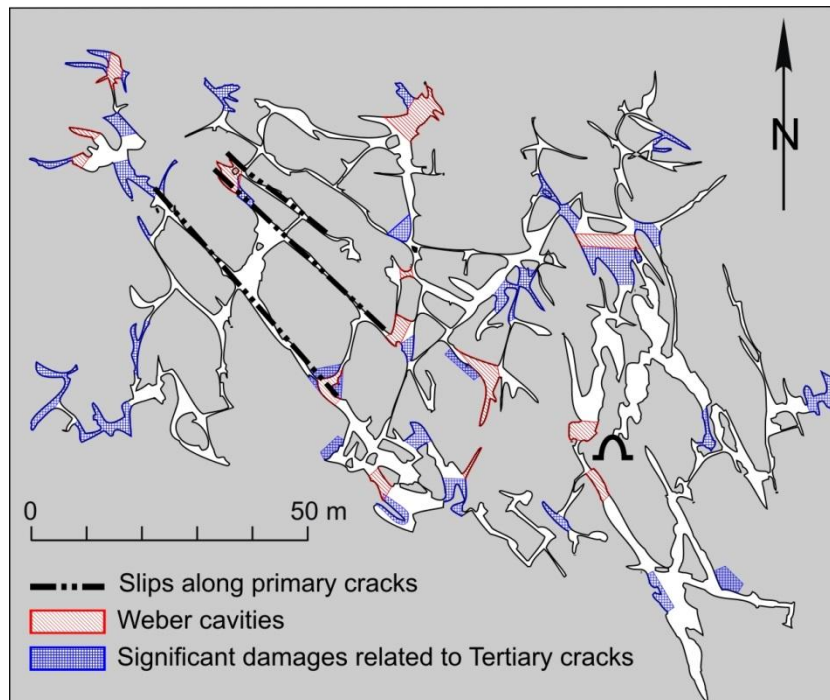 N
0 50 m
Slips along primary cracks
Weber cavities
Significant damages related to Tertiary cracks